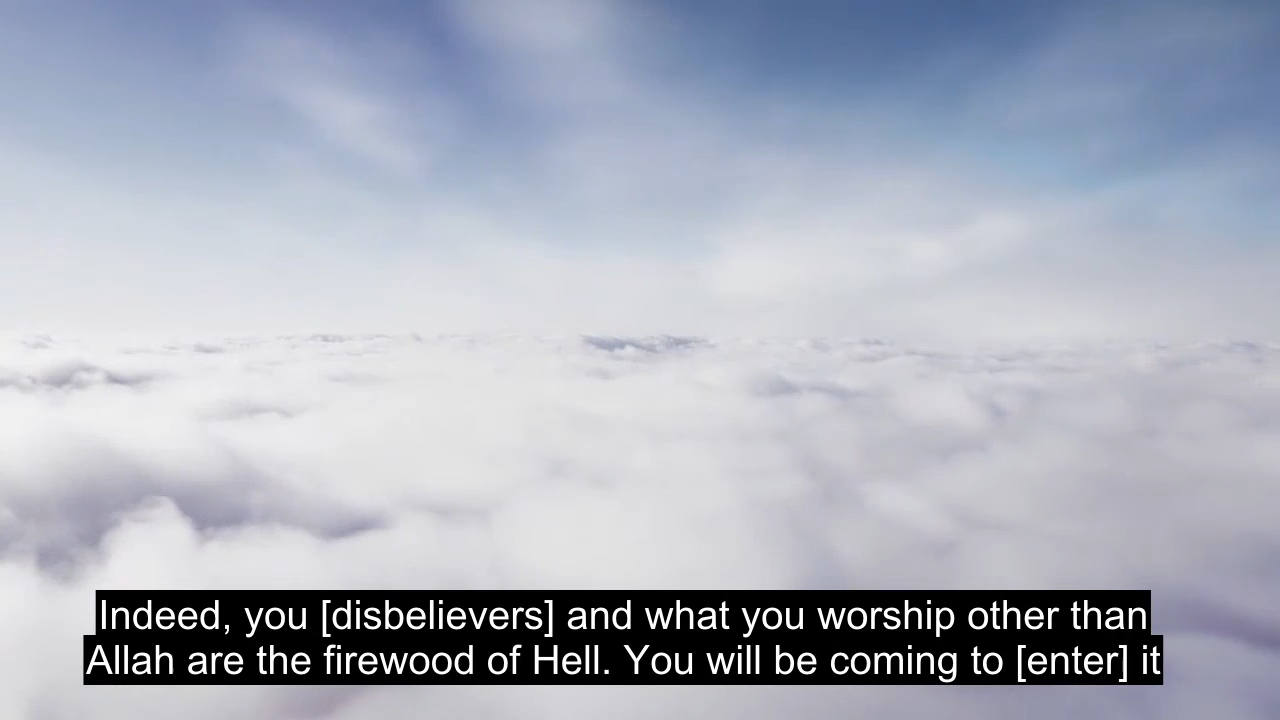 Indeed, you [disbelievers] and what you worship other than
Allah are the firewood of Hell. You will be coming to [enter] it